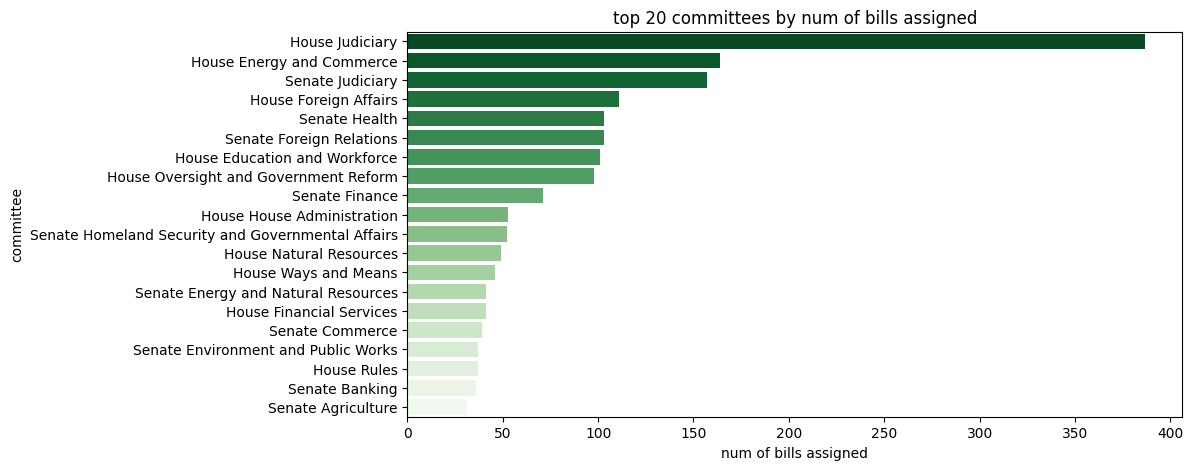 top 20 committees by num of bills assigned
committee
House Judiciary
House Energy and Commerce
Senate Judiciary
House Foreign Affairs
Senate Health
Senate Foreign Relations
House Education and Workforce
House Oversight and Government Reform
Senate Finance
House House Administration
Senate Homeland Security and Governmental Affairs
House Natural Resources
House Ways and Means
Senate Energy and Natural Resources
House Financial Services
Senate Commerce
Senate Environment and Public Works
House Rules
Senate Banking
Senate Agriculture
0 50 100 150 200 250 300 350 400
num of bills assigned